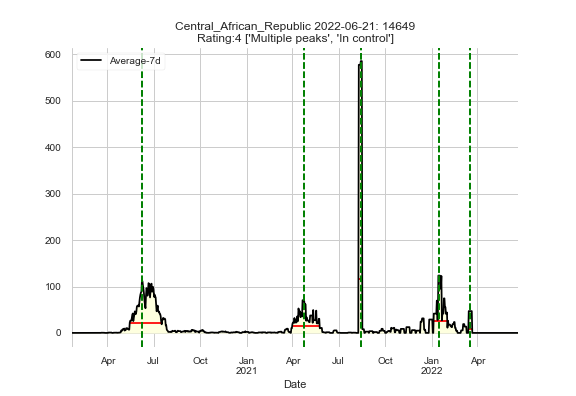 Central_African_Republic 2022-06-21: 14649
Rating:4 ['Multiple peaks', 'In control']
Average-7d
600
500
400
300
200
100
0
Apr Jul Oct Jan Apr Jul Oct Jan Apr
2021 2022
Date